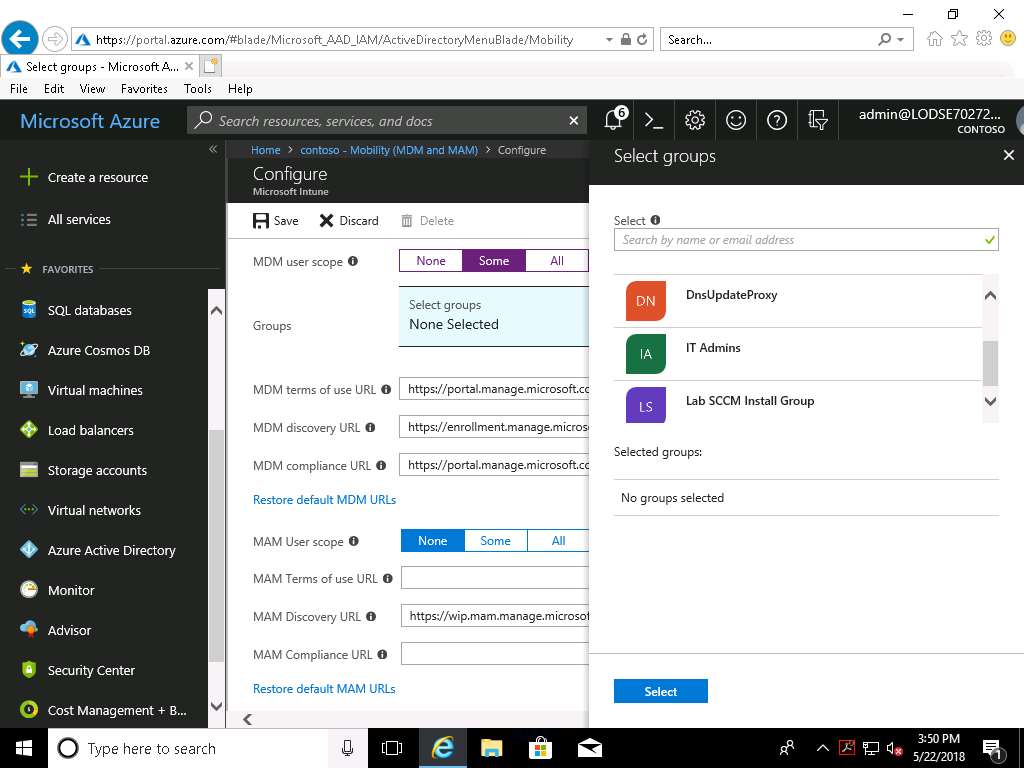 https://portal.azure.com/#blade/Microsoft_AAD_IAM/ActiveDirectoryMenuBlade/Mobility
Search...
Select groups - Microsoft A...
File Edit View Favorites Tools Help
Microsoft Azure
Search resources, services, and docs
6
admin@LODSE70272...
CONTOSO
Create a resource
All services
FAVORITES
SQL databases
Azure Cosmos DB
Virtual machines
Load balancers
Storage accounts
Virtual networks
Azure Active Directory
Monitor
Advisor
Security Center
Cost Management + B...
Home > contoso - Mobility (MDM and MAM) > Configure
Configure
Microsoft Intune
Save Discard Delete
MDM user scope None Some All
Groups
Select groups
None Selected
MDM terms of use URL https://portal.manage.microsoft.co
MDM discovery URL https://enrollment.manage.micros
MDM compliance URL https://portal.manage.microsoft.co
Restore default MDM URLs
MAM User scope None Some All
MAM Terms of use URL
MAM Discovery URL https://wip.mam.manage.microsof
MAM Compliance URL
Restore default MAM URLs
Select groups
Select
Search by name or email address
DN DnsUpdateProxy
IA IT Admins
LS Lab SCCM Install Group
Selected groups:
No groups selected
Select
Type here to search
3:50 PM
5/22/2018
1